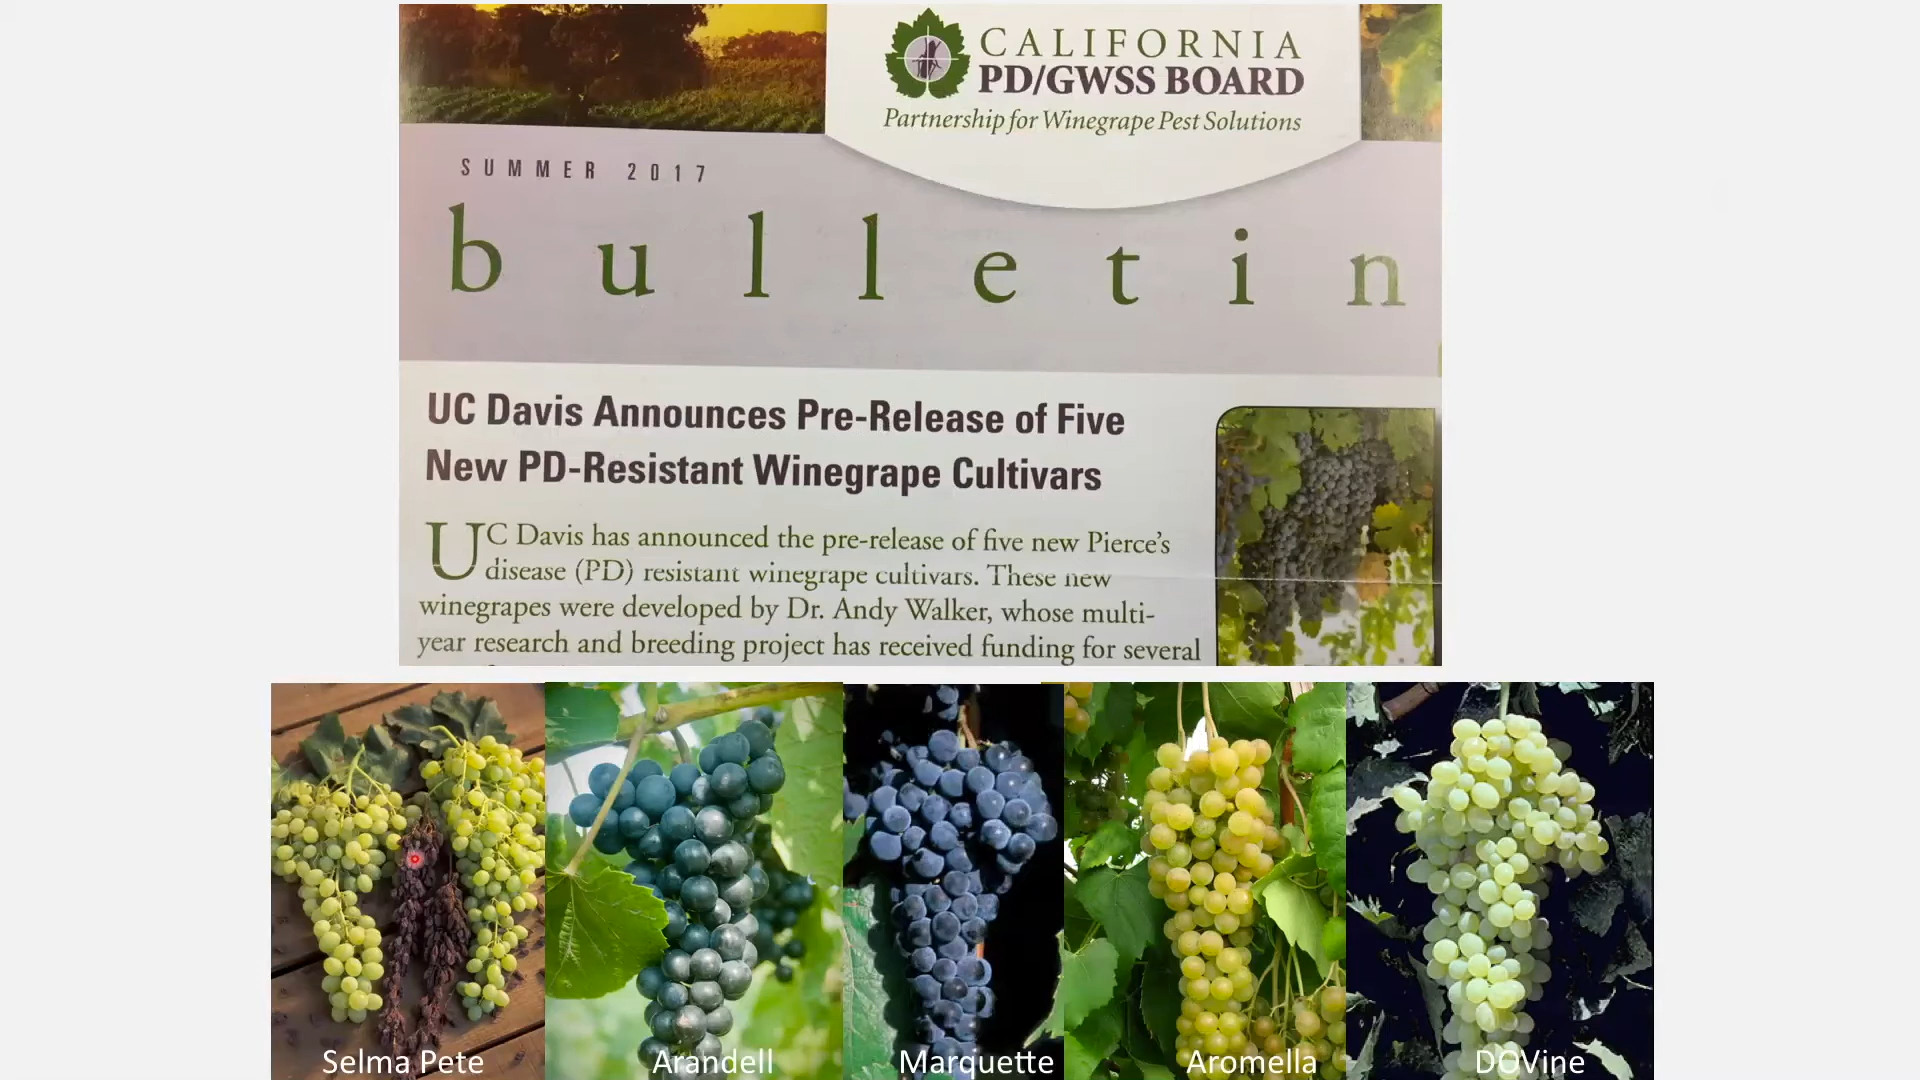 CALIFORNIA
PD/GWSS BOARD
Partnership for Winegrape Pest Solutions
SUMMER 2017
bulletin
UC Davis Announces Pre-Release of Five
New PD-Resistant Winegrape Cultivars
UC Davis has announced the pre-release of five new Pierce's
disease (PD) resistant winegrape cultivars. These new
winegrapes were developed by Dr. Andy Walker, whose multi-
year research and breeding project has received funding for several
Selma Pete
Arandell
Marquette
Aromella
DOVine